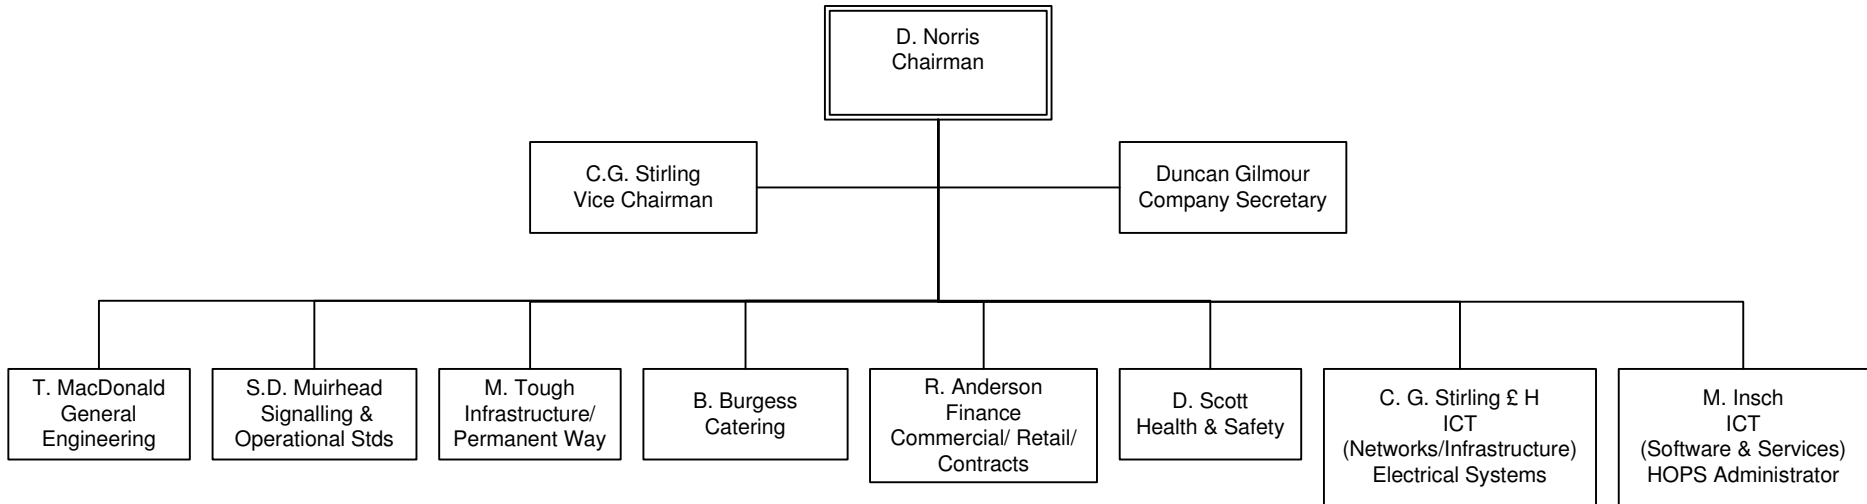 D. Norris
Chairman
C.G. Stirling
Vice Chairman
Duncan Gilmour
Company Secretary
T. MacDonald
General
Engineering
S.D. Muirhead
Signalling &
Operational Stds
M. Tough
Infrastructure/
Permanent Way
B. Burgess
Catering
R. Anderson
Finance
Commercial/ Retail/
Contracts
D. Scott
Health & Safety
C. G. Stirling £ H
ICT
(Networks/Infrastructure)
Electrical Systems
M. Insch
ICT
(Software & Services)
HOPS Administrator